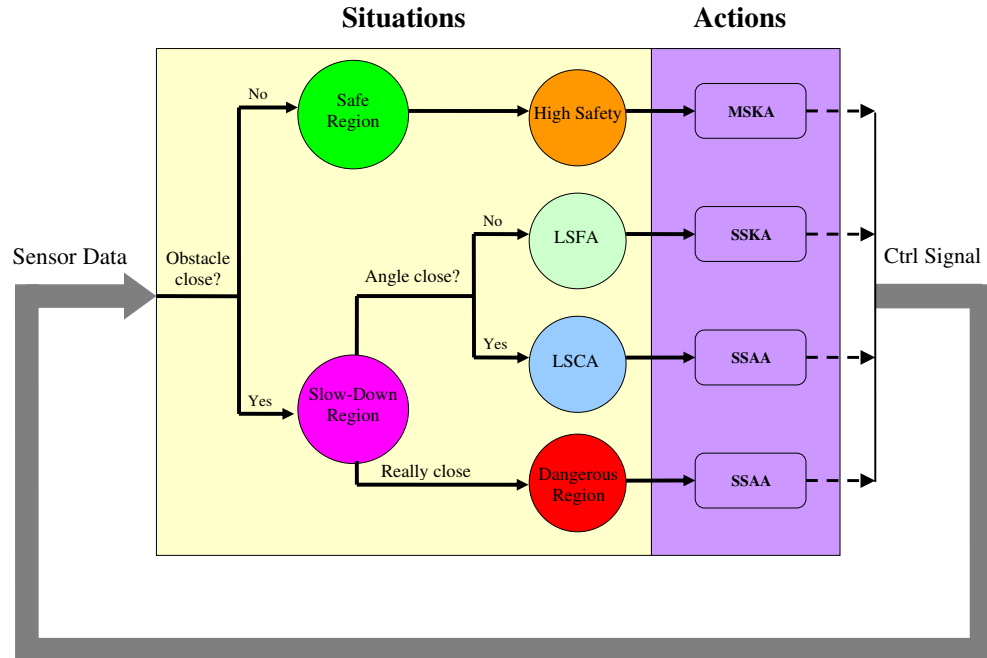 Situations
Actions
No
Safe
Region
High Safety
MSKA
No
LSFA
SSKA
Sensor Data
Obstacle
close?
Angle close?
Ctrl Signal
Yes
LSCA
SSAA
Yes
Slow-Down
Region
Really close
Dangerous
Region
SSAA